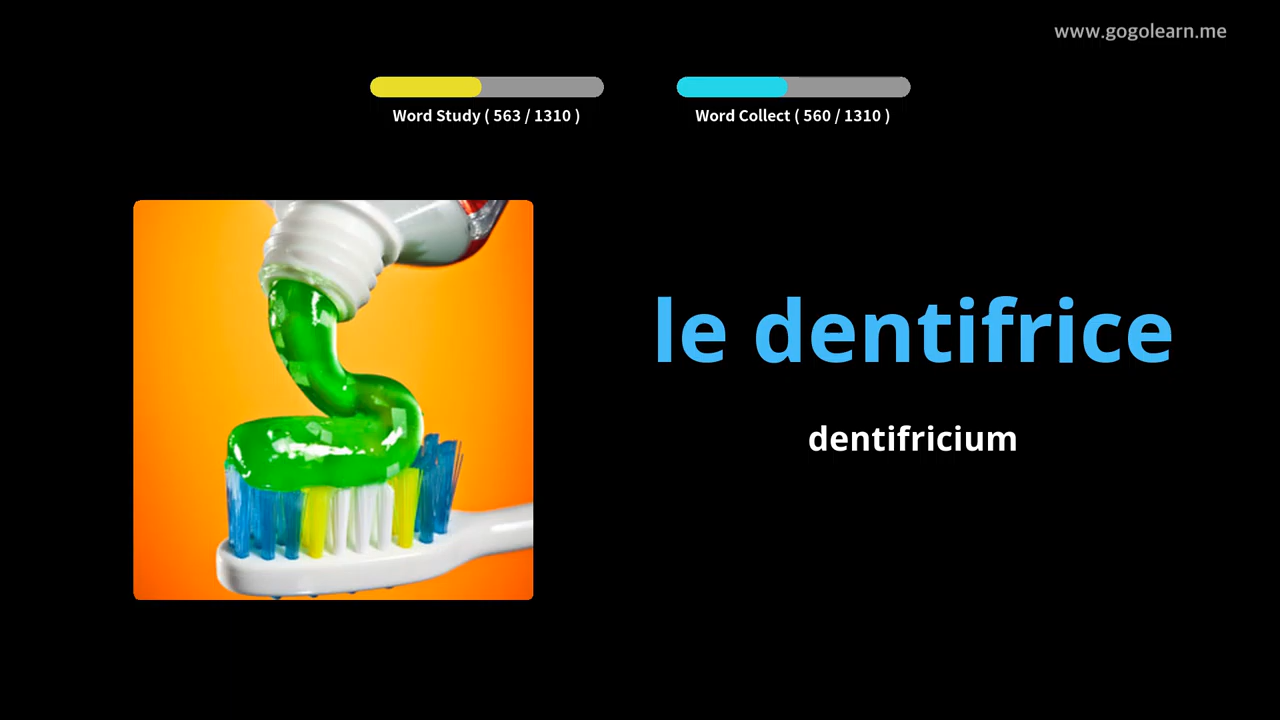 www.gogolearn.me
Word Study ( 563 / 1310 )
Word Collect ( 560 / 1310 )
le dentifrice
dentifricium